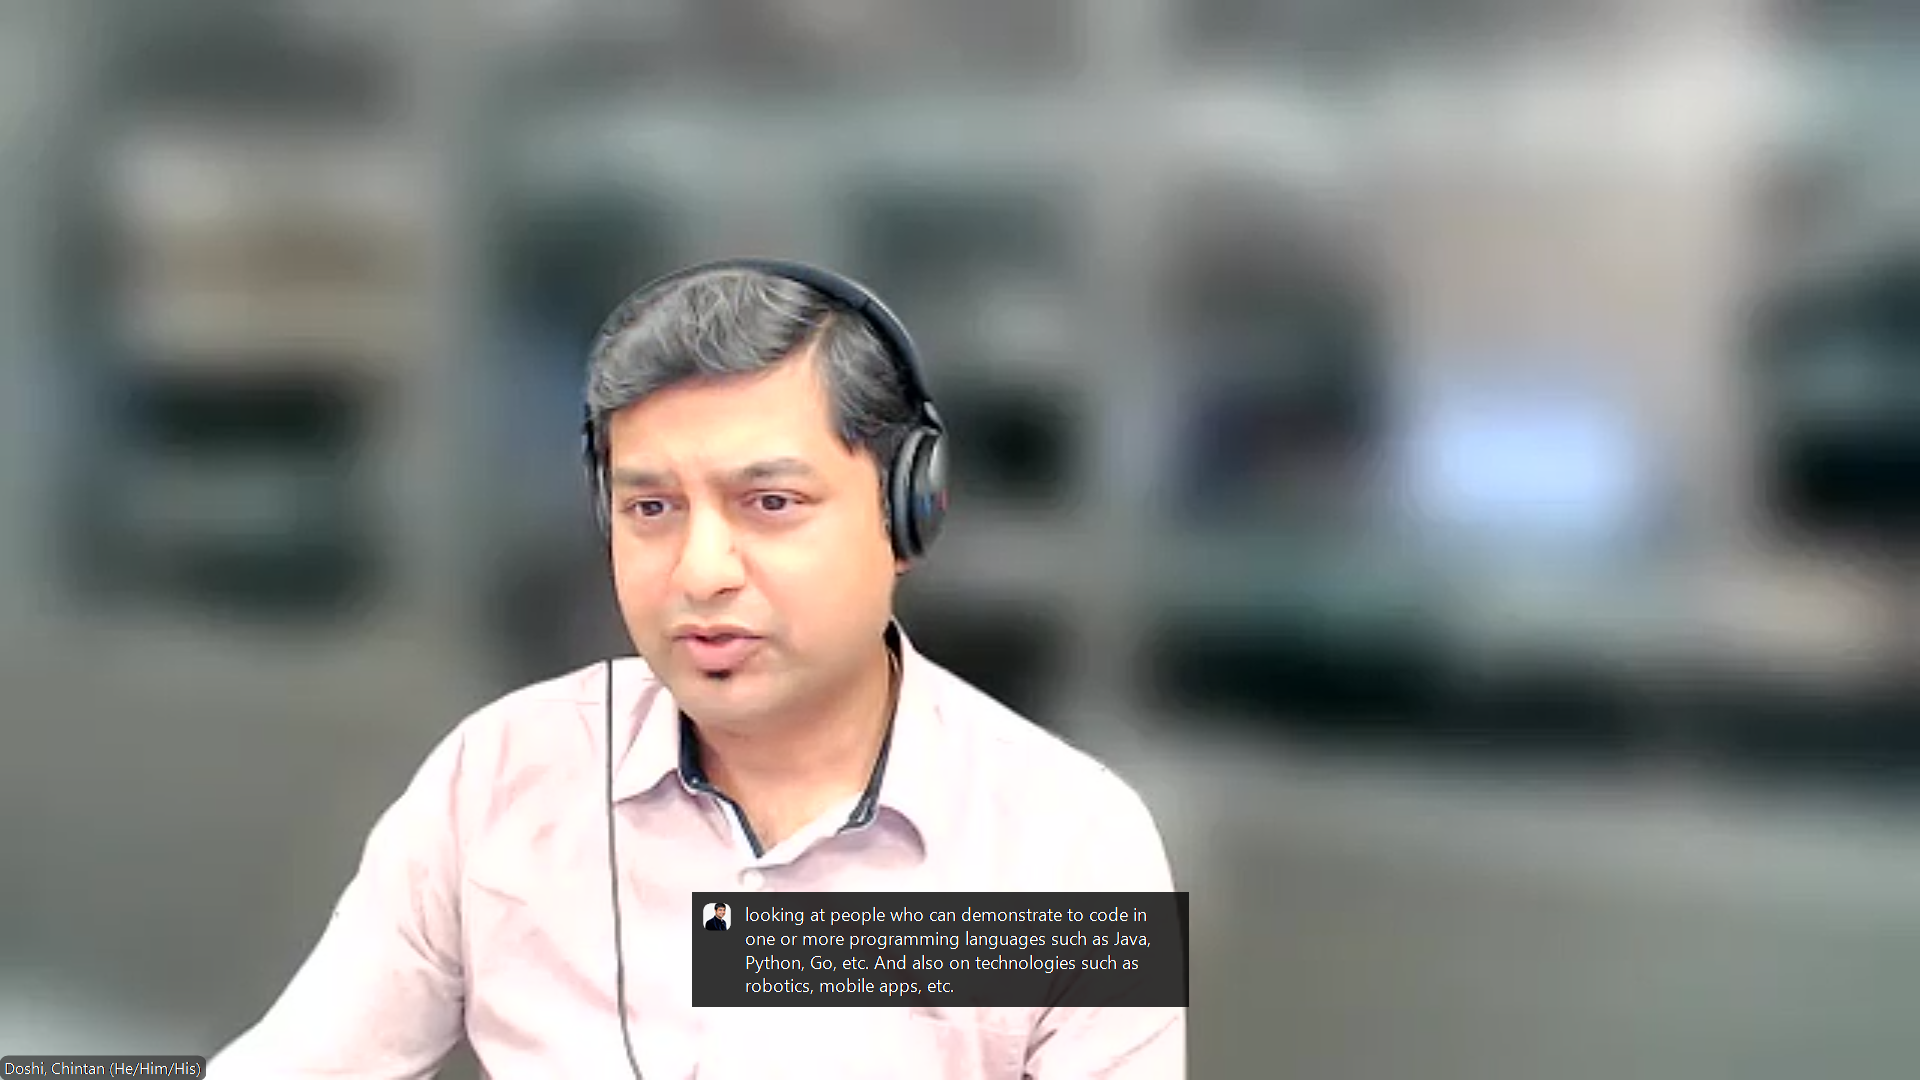 looking at people who can demonstrate to code in
one or more programming languages such as Java,
Python, Go, etc. And also on technologies such as
robotics, mobile apps, etc.
Doshi, Chintan (He/Him/His)